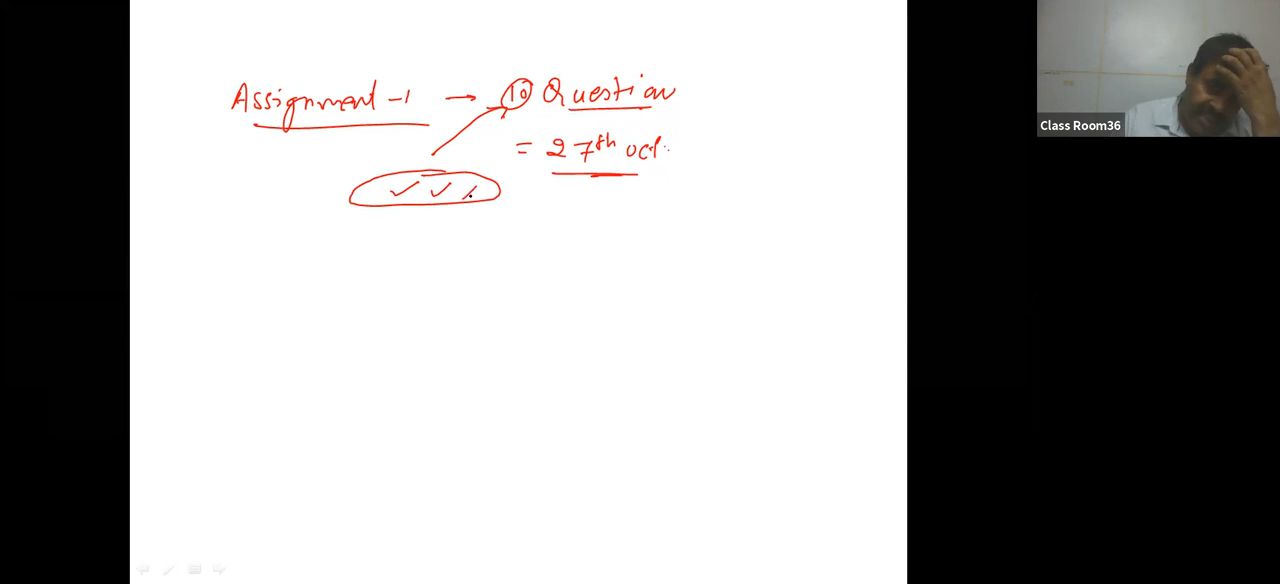 Assignment -1 → 10 Question
= 27th oct.
✓ ✓
Class Room36